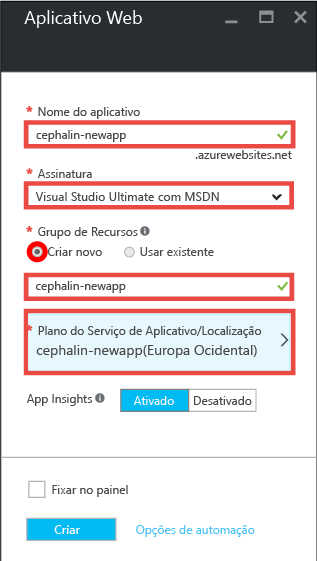 Aplicativo Web
* Nome do aplicativo
cephalin-newapp
.azurewebsites.net
* Assinatura
Visual Studio Ultimate com MSDN
* Grupo de Recursos
Criar novo Usar existente
cephalin-newapp
* Plano do Serviço de Aplicativo/Localização
cephalin-newapp(Europa Ocidental)
App Insights Ativado Desativado
Fixar no painel
Criar Opções de automação